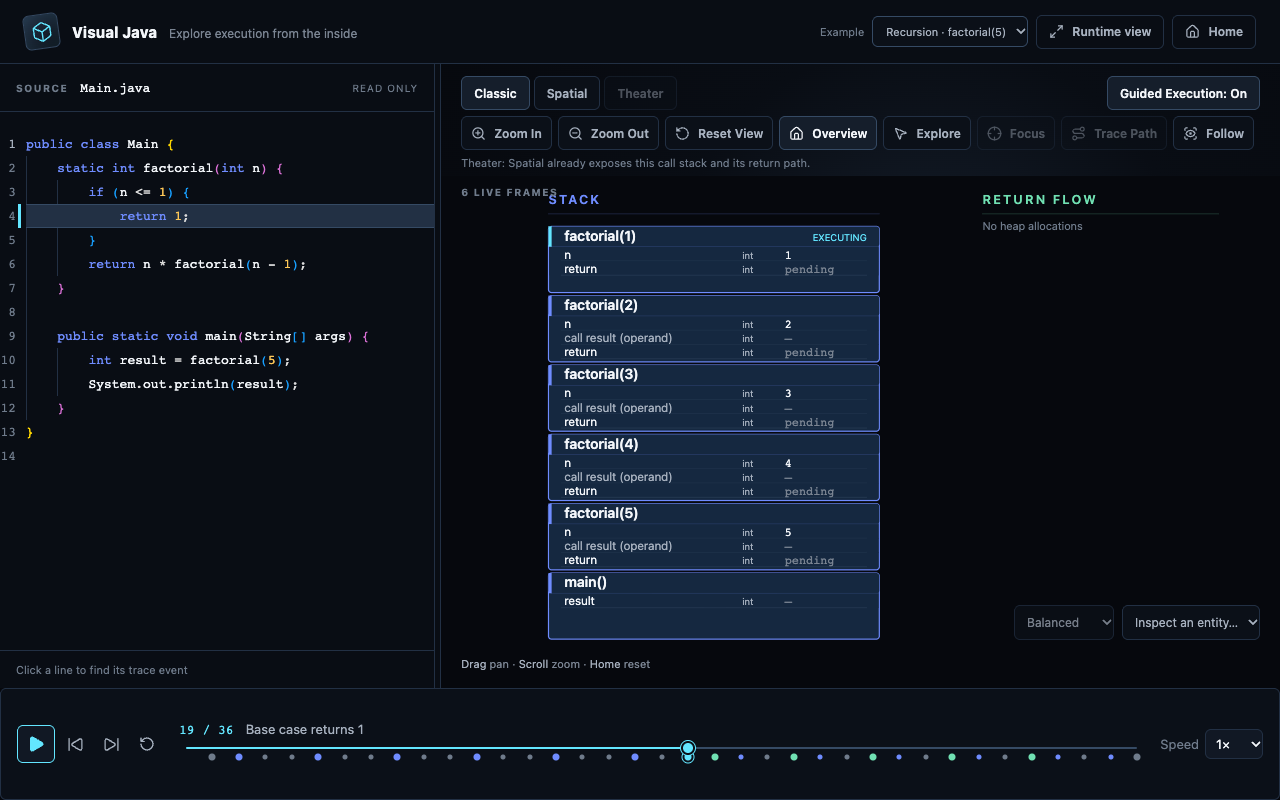 Visual Java Explore execution from the inside
Example Recursion · factorial(5) Runtime view Home
SOURCE Main.java READ ONLY
1 public class Main {
2 static int factorial(int n) {
3 if (n <= 1) {
4 return 1;
5 }
6 return n * factorial(n - 1);
7 }
8
9 public static void main(String[] args) {
10 int result = factorial(5);
11 System.out.println(result);
12 }
13 }
14
Click a line to find its trace event
Classic Spatial Theater Guided Execution: On
Zoom In Zoom Out Reset View Overview Explore Focus Trace Path Follow
Theater: Spatial already exposes this call stack and its return path.
6 LIVE FRAMES
STACK
factorial(1) EXECUTING
n int 1
return int pending
factorial(2)
n int 2
call result (operand) int —
return int pending
factorial(3)
n int 3
call result (operand) int —
return int pending
factorial(4)
n int 4
call result (operand) int —
return int pending
factorial(5)
n int 5
call result (operand) int —
return int pending
main()
result int —
RETURN FLOW
No heap allocations
Balanced Inspect an entity...
Drag pan · Scroll zoom · Home reset
19 / 36 Base case returns 1
Speed 1×